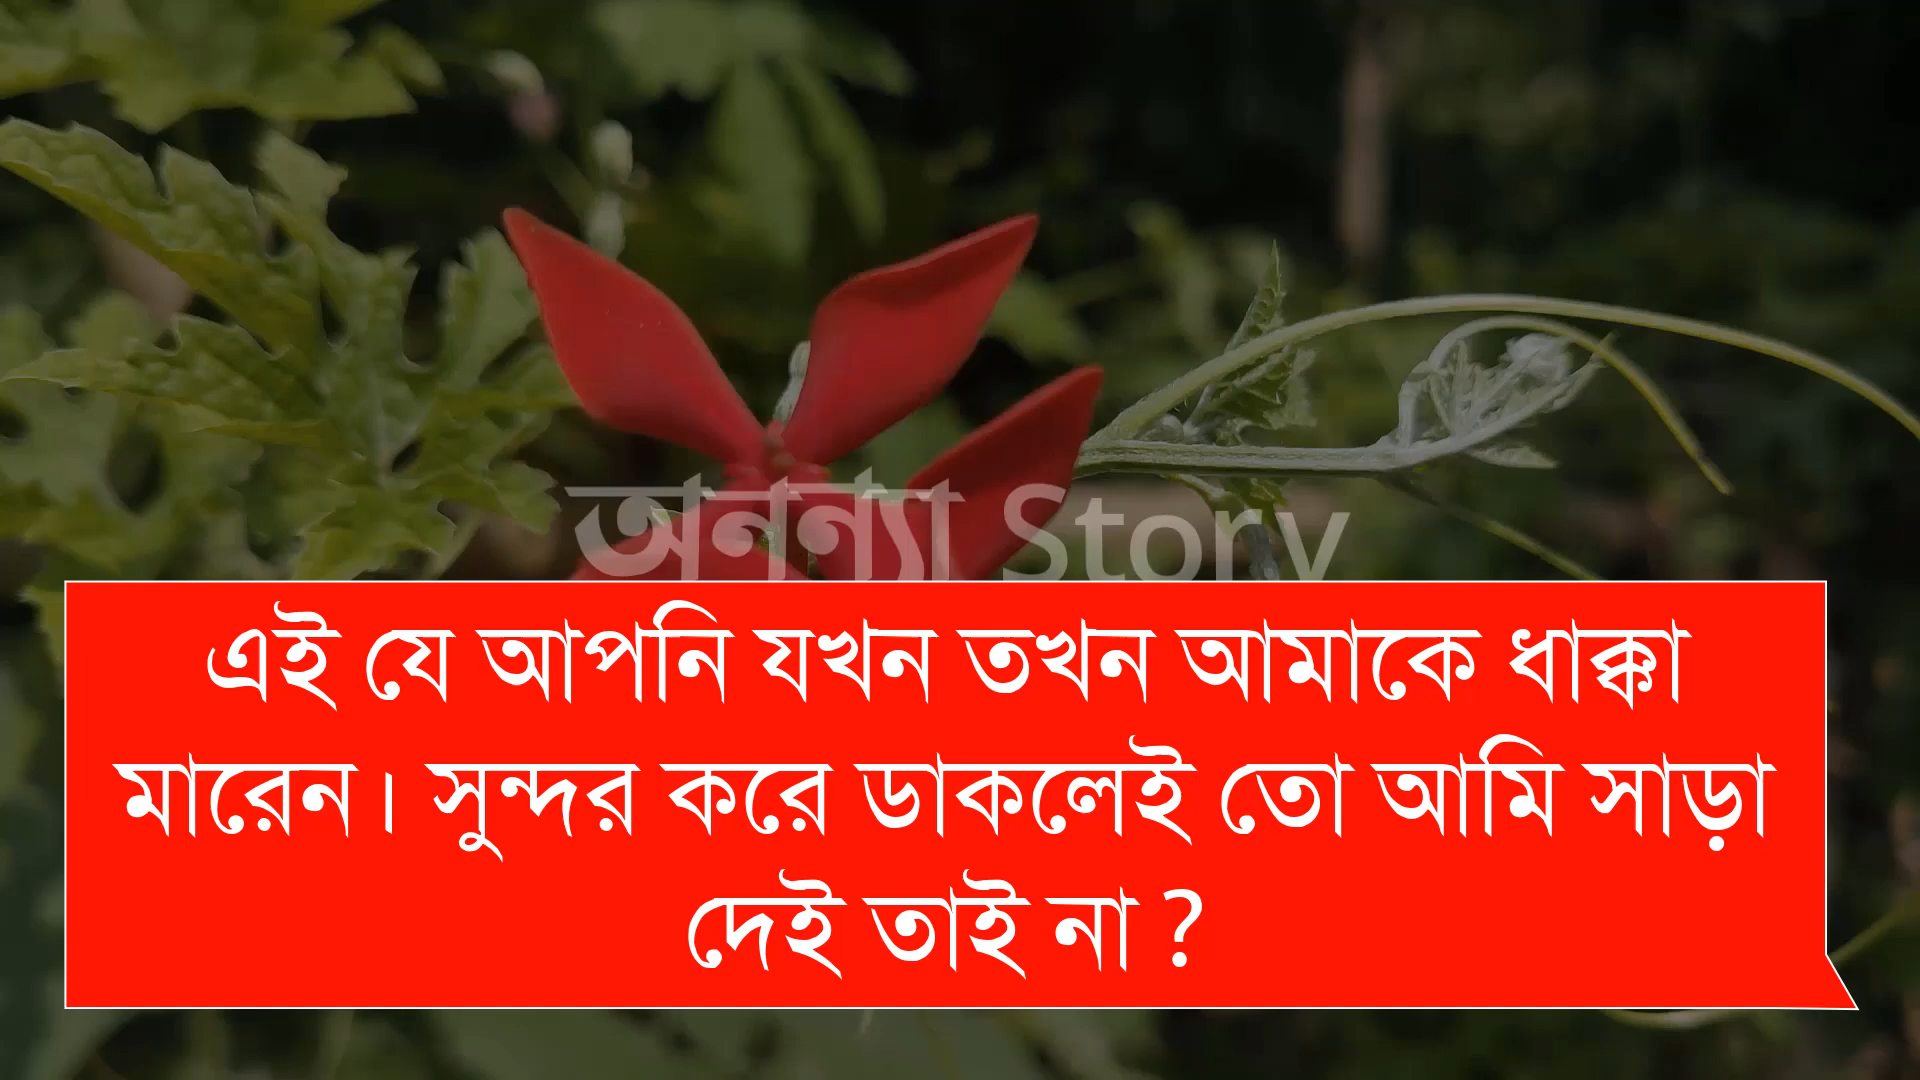 অনন্যা Story
এই যে আপনি যখন তখন আমাকে ধাক্কা
মারেন। সুন্দর করে ডাকলেই তো আমি সাড়া
দেই তাই না ?